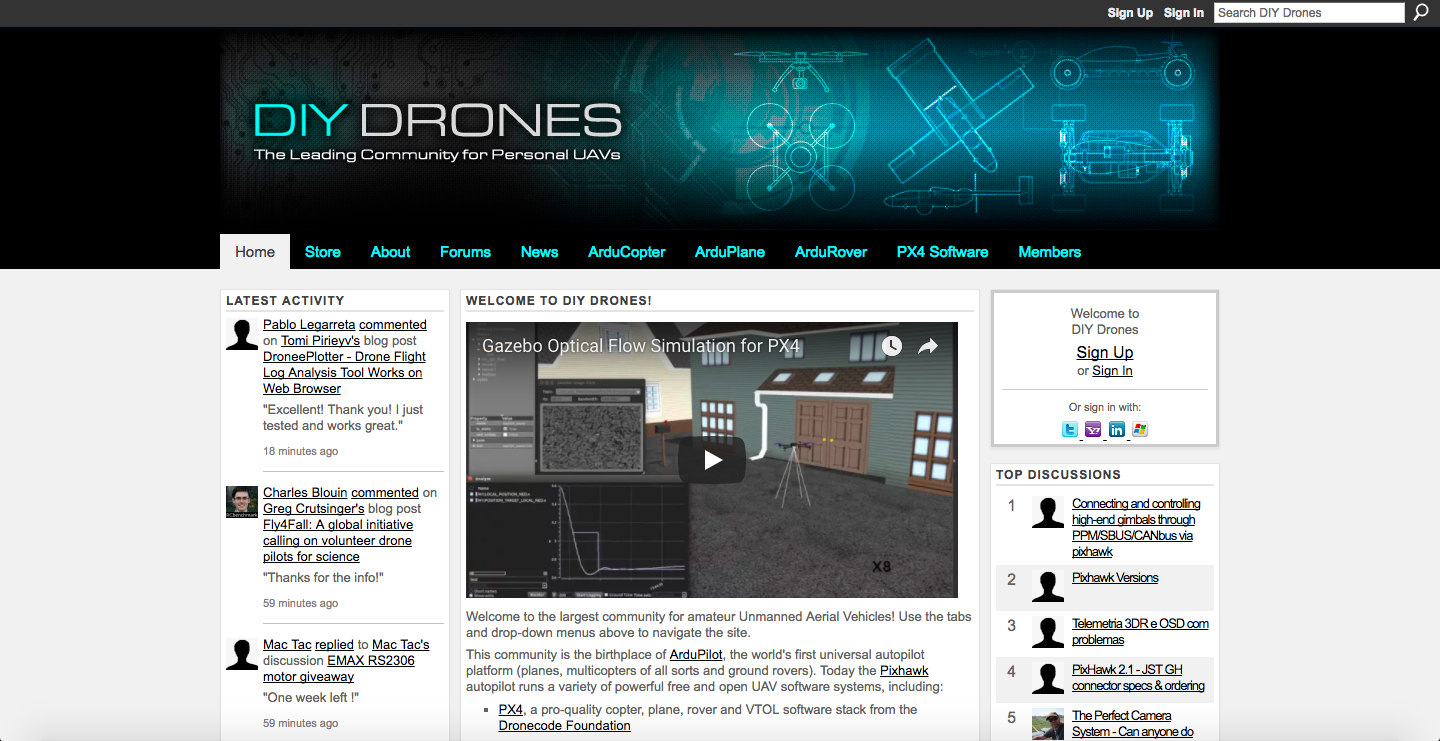 Sign Up Sign In Search DIY Drones
DIY DRONES
The Leading Community for Personal UAVs
Home Store About Forums News ArduCopter ArduPlane ArduRover PX4 Software Members
LATEST ACTIVITY
Pablo Legarreta commented
on Tomi Pirieyv's blog post
DroneePlotter - Drone Flight
Log Analysis Tool Works on
Web Browser
"Excellent! Thank you! I just
tested and works great."
18 minutes ago
Charles Blouin commented on
Greg Crutsinger's blog post
Fly4Fall: A global initiative
calling on volunteer drone
pilots for science
"Thanks for the info!"
59 minutes ago
Mac Tac replied to Mac Tac's
discussion EMAX RS2306
motor giveaway
"One week left !"
59 minutes ago
WELCOME TO DIY DRONES!
Gazebo Optical Flow Simulation for PX4
X8
Welcome to the largest community for amateur Unmanned Aerial Vehicles! Use the tabs
and drop-down menus above to navigate the site.
This community is the birthplace of ArduPilot, the world's first universal autopilot
platform (planes, multicopters of all sorts and ground rovers). Today the Pixhawk
autopilot runs a variety of powerful free and open UAV software systems, including:
PX4, a pro-quality copter, plane, rover and VTOL software stack from the
Dronecode Foundation
Welcome to
DIY Drones
Sign Up
or Sign In
Or sign in with:
TOP DISCUSSIONS
1 Connecting and controlling
high-end gimbals through
PPM/SBUS/CANbus via
pixhawk
2 Pixhawk Versions
3 Telemetria 3DR e OSD com
problemas
4 PixHawk 2.1 - JST GH
connector specs & ordering
5 The Perfect Camera
System - Can anyone do